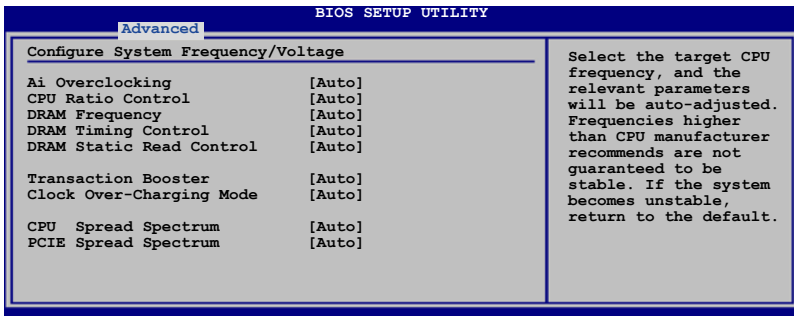 BIOS SETUP UTILITY
Advanced
Configure System Frequency/Voltage
Ai Overclocking [Auto]
CPU Ratio Control [Auto]
DRAM Frequency [Auto]
DRAM Timing Control [Auto]
DRAM Static Read Control [Auto]
Transaction Booster [Auto]
Clock Over-Charging Mode [Auto]
CPU Spread Spectrum [Auto]
PCIE Spread Spectrum [Auto]
Select the target CPU
frequency, and the
relevant parameters
will be auto-adjusted.
Frequencies higher
than CPU manufacturer
recommends are not
guaranteed to be
stable. If the system
becomes unstable,
return to the default.